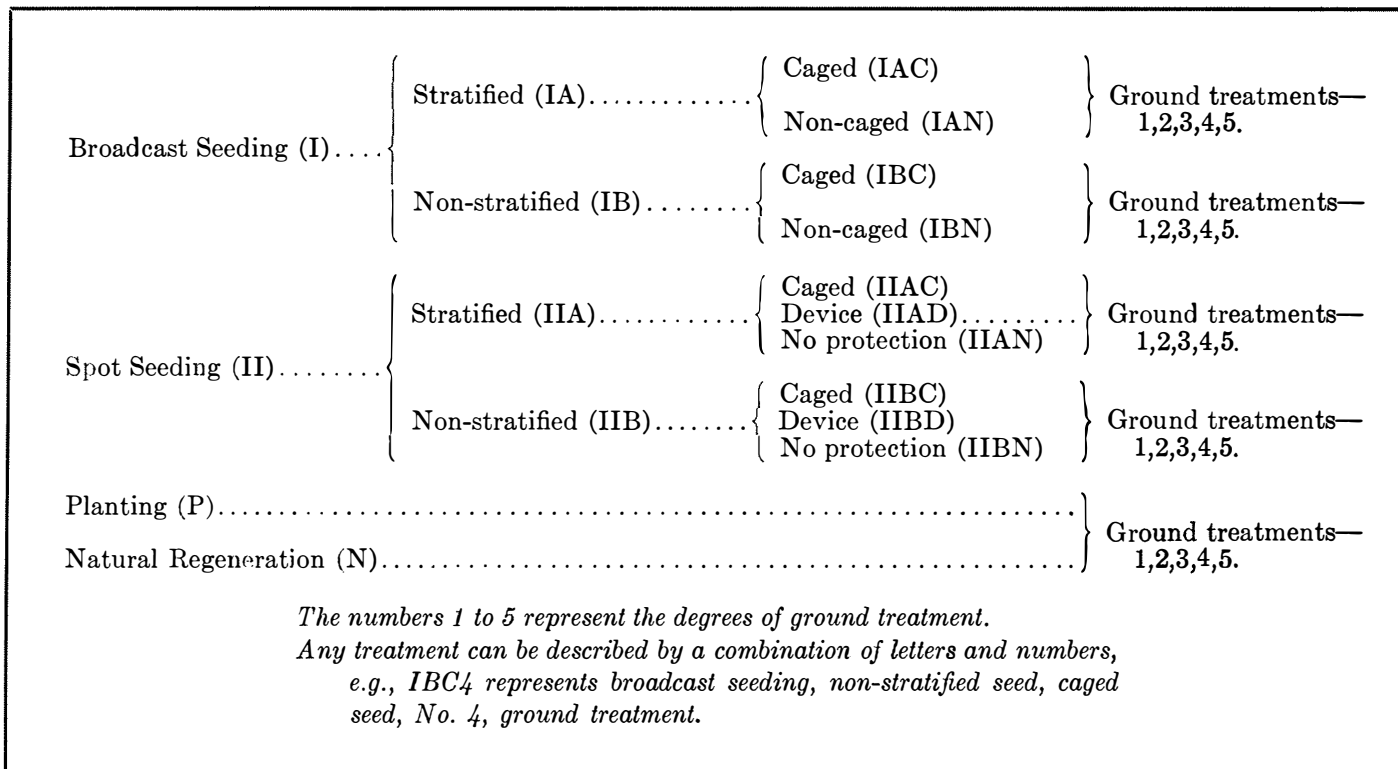 Broadcast Seeding (I)....
Stratified (IA).............
Caged (IAC)
Non-caged (IAN)
Ground treatments—
1,2,3,4,5.
Non-stratified (IB)........
Caged (IBC)
Non-caged (IBN)
Ground treatments—
1,2,3,4,5.
Spot Seeding (II)........
Stratified (IIA)............
Caged (IIAC)
Device (IIAD).........
No protection (IIAN)
Ground treatments—
1,2,3,4,5.
Non-stratified (IIB).......
Caged (IIBC)
Device (IIBD)
No protection (IIBN)
Ground treatments—
1,2,3,4,5.
Planting (P)..............................................................
Natural Regeneration (N)..................................................
Ground treatments—
1,2,3,4,5.
The numbers 1 to 5 represent the degrees of ground treatment.
Any treatment can be described by a combination of letters and numbers,
e.g., IBC4 represents broadcast seeding, non-stratified seed, caged
seed, No. 4, ground treatment.